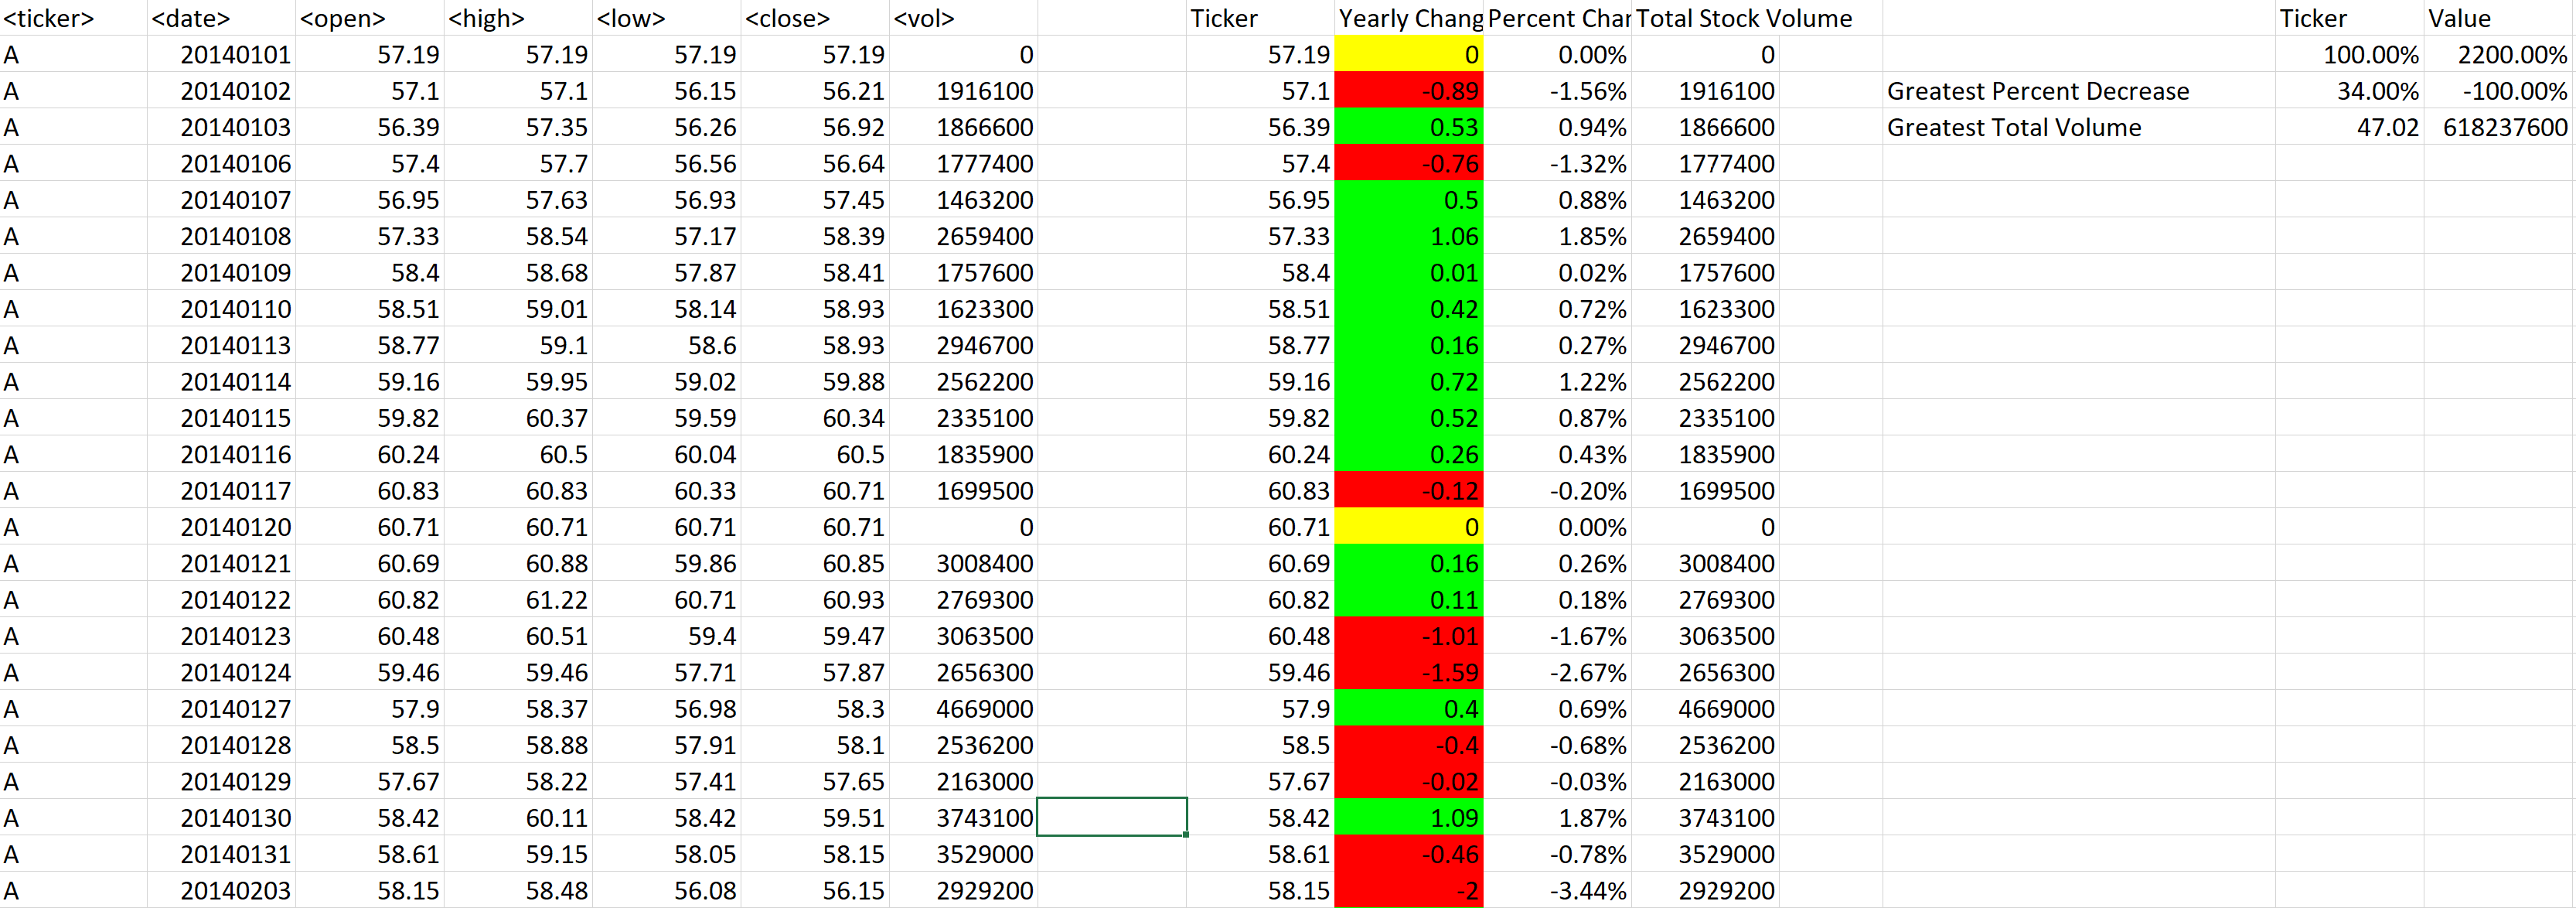 <ticker> <date> <open> <high> <low> <close> <vol> Ticker Yearly Chang Percent Char Total Stock Volume Ticker Value
A 20140101 57.19 57.19 57.19 57.19 0 57.19 0 0.00% 0 100.00% 2200.00%
A 20140102 57.1 57.1 56.15 56.21 1916100 57.1 -0.89 -1.56% 1916100 Greatest Percent Decrease 34.00% -100.00%
A 20140103 56.39 57.35 56.26 56.92 1866600 56.39 0.53 0.94% 1866600 Greatest Total Volume 47.02 618237600
A 20140106 57.4 57.7 56.56 56.64 1777400 57.4 -0.76 -1.32% 1777400
A 20140107 56.95 57.63 56.93 57.45 1463200 56.95 0.5 0.88% 1463200
A 20140108 57.33 58.54 57.17 58.39 2659400 57.33 1.06 1.85% 2659400
A 20140109 58.4 58.68 57.87 58.41 1757600 58.4 0.01 0.02% 1757600
A 20140110 58.51 59.01 58.14 58.93 1623300 58.51 0.42 0.72% 1623300
A 20140113 58.77 59.1 58.6 58.93 2946700 58.77 0.16 0.27% 2946700
A 20140114 59.16 59.95 59.02 59.88 2562200 59.16 0.72 1.22% 2562200
A 20140115 59.82 60.37 59.59 60.34 2335100 59.82 0.52 0.87% 2335100
A 20140116 60.24 60.5 60.04 60.5 1835900 60.24 0.26 0.43% 1835900
A 20140117 60.83 60.83 60.33 60.71 1699500 60.83 -0.12 -0.20% 1699500
A 20140120 60.71 60.71 60.71 60.71 0 60.71 0 0.00% 0
A 20140121 60.69 60.88 59.86 60.85 3008400 60.69 0.16 0.26% 3008400
A 20140122 60.82 61.22 60.71 60.93 2769300 60.82 0.11 0.18% 2769300
A 20140123 60.48 60.51 59.4 59.47 3063500 60.48 -1.01 -1.67% 3063500
A 20140124 59.46 59.46 57.71 57.87 2656300 59.46 -1.59 -2.67% 2656300
A 20140127 57.9 58.37 56.98 58.3 4669000 57.9 0.4 0.69% 4669000
A 20140128 58.5 58.88 57.91 58.1 2536200 58.5 -0.4 -0.68% 2536200
A 20140129 57.67 58.22 57.41 57.65 2163000 57.67 -0.02 -0.03% 2163000
A 20140130 58.42 60.11 58.42 59.51 3743100 58.42 1.09 1.87% 3743100
A 20140131 58.61 59.15 58.05 58.15 3529000 58.61 -0.46 -0.78% 3529000
A 20140203 58.15 58.48 56.08 56.15 2929200 58.15 -2 -3.44% 2929200